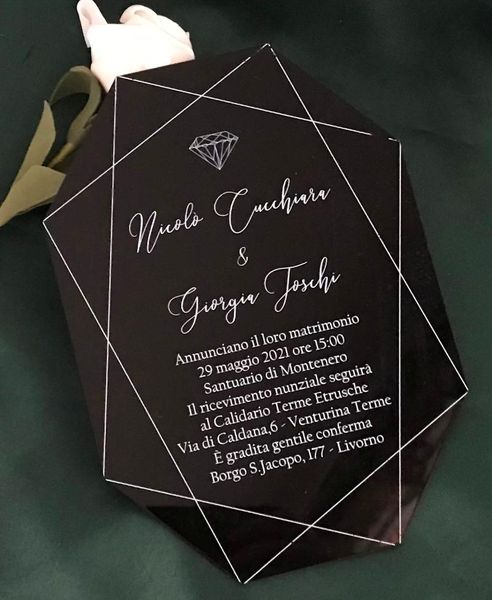 Nicolò Cucchiara
&
Giorgia Toschi
Annunciano il loro matrimonio
29 maggio 2021 ore 15:00
Santuario di Montenero
Il ricevimento nunziale seguirà
al Calidario Terme Etrusche
Via di Caldana,6 - Venturina Terme
È gradita gentile conferma
Borgo S.Jacopo, 177 - Livorno